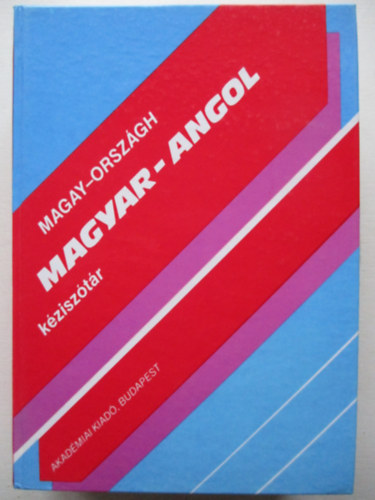 MAGAY-ORSZÁGH
MAGYAR-ANGOL
kéziszótár
AKADÉMIAI KIADÓ, BUDAPEST